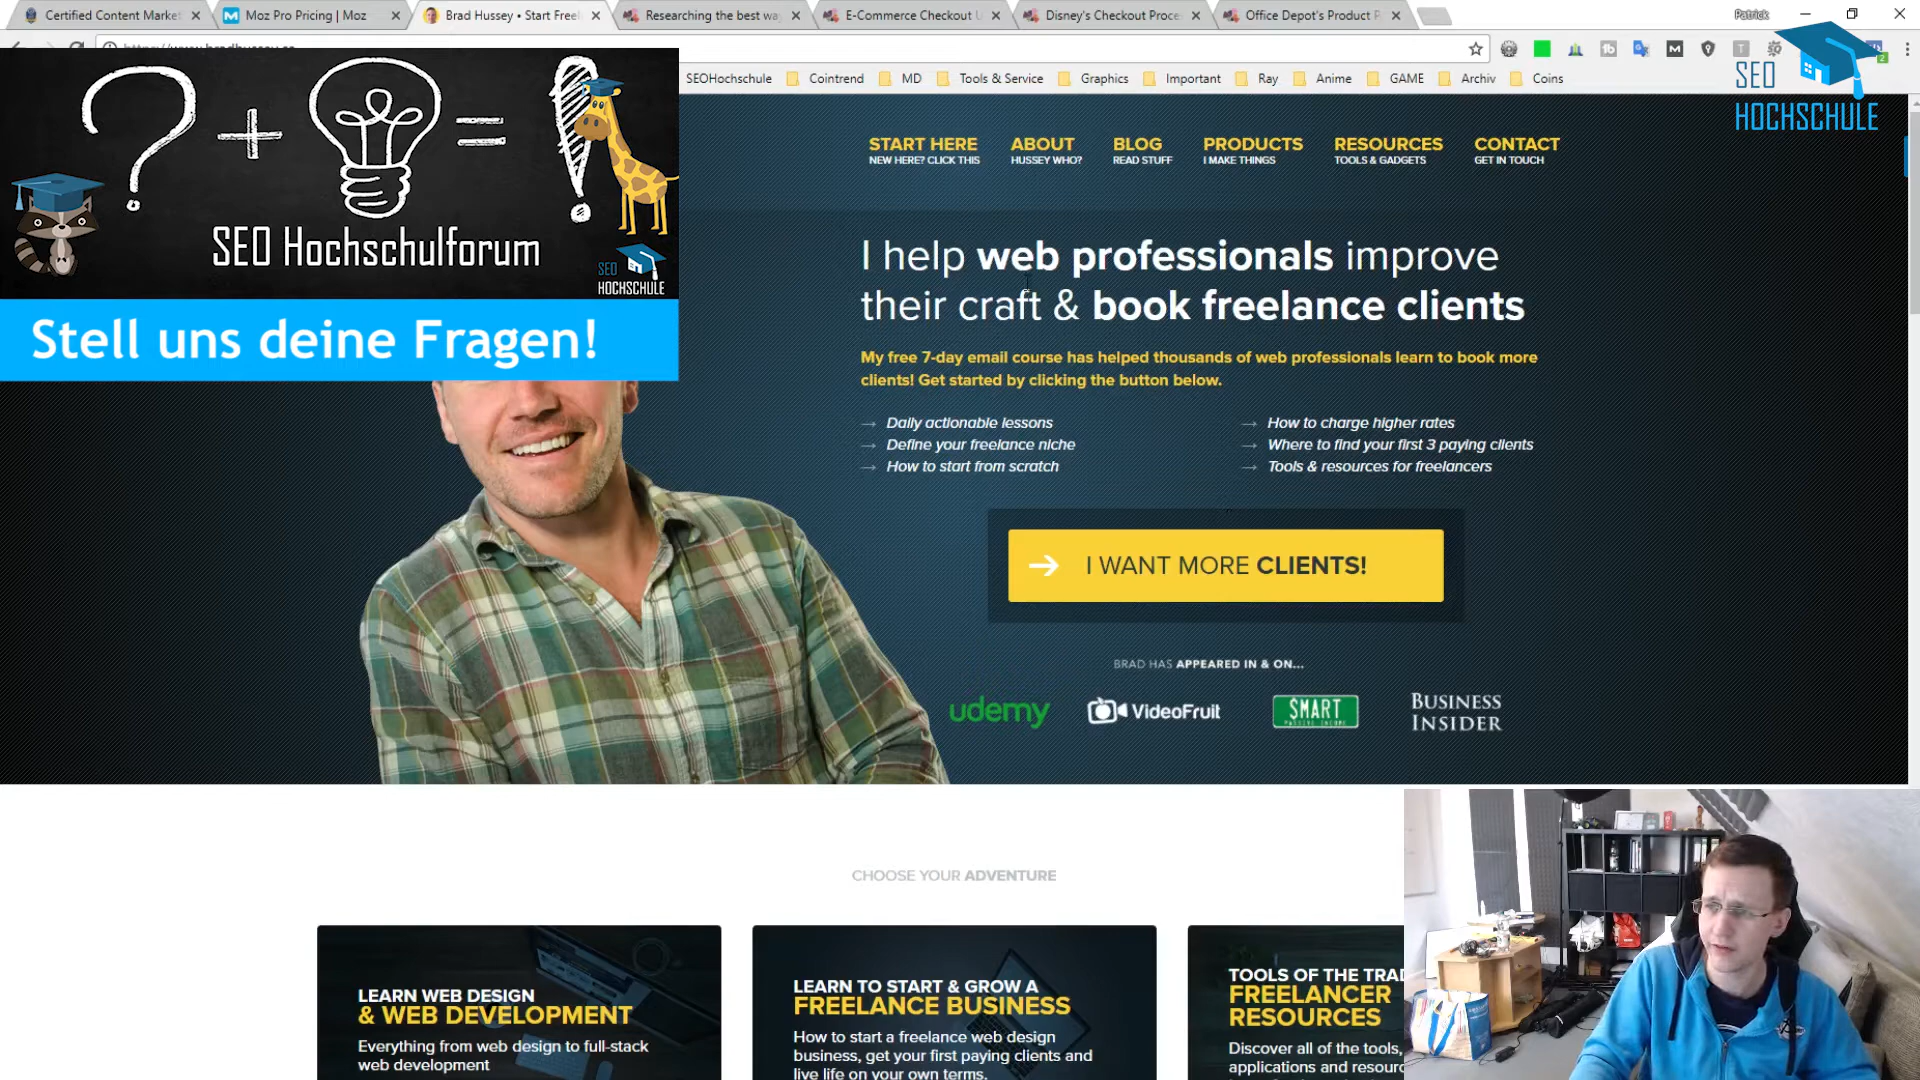 Certified Content Market
Moz Pro Pricing | Moz
Brad Hussey • Start Free
Researching the best wa
E-Commerce Checkout U
Disney's Checkout Proce
Office Depot's Product P
Patrick
SEOHochschule
Cointrend
MD
Tools & Service
Graphics
Important
Ray
Anime
GAME
Archiv
Coins
SEO
HOCHSCHULE
? + = !
SEO Hochschulforum
SEO
HOCHSCHULE
Stell uns deine Fragen!
START HERE
NEW HERE? CLICK THIS
ABOUT
HUSSEY WHO?
BLOG
READ STUFF
PRODUCTS
I MAKE THINGS
RESOURCES
TOOLS & GADGETS
CONTACT
GET IN TOUCH
I help web professionals improve
their craft & book freelance clients
My free 7-day email course has helped thousands of web professionals learn to book more
clients! Get started by clicking the button below.
→ Daily actionable lessons
→ Define your freelance niche
→ How to start from scratch
→ How to charge higher rates
→ Where to find your first 3 paying clients
→ Tools & resources for freelancers
→ I WANT MORE CLIENTS!
BRAD HAS APPEARED IN & ON...
udemy
VideoFruit
SMART
PASSIVE INCOME
BUSINESS
INSIDER
CHOOSE YOUR ADVENTURE
LEARN WEB DESIGN
& WEB DEVELOPMENT
Everything from web design to full-stack
web development
LEARN TO START & GROW A
FREELANCE BUSINESS
How to start a freelance web design
business, get your first paying clients and
live life on your own terms.
TOOLS OF THE TRA
FREELANCER
RESOURCES
Discover all of the tools,
applications and resourc